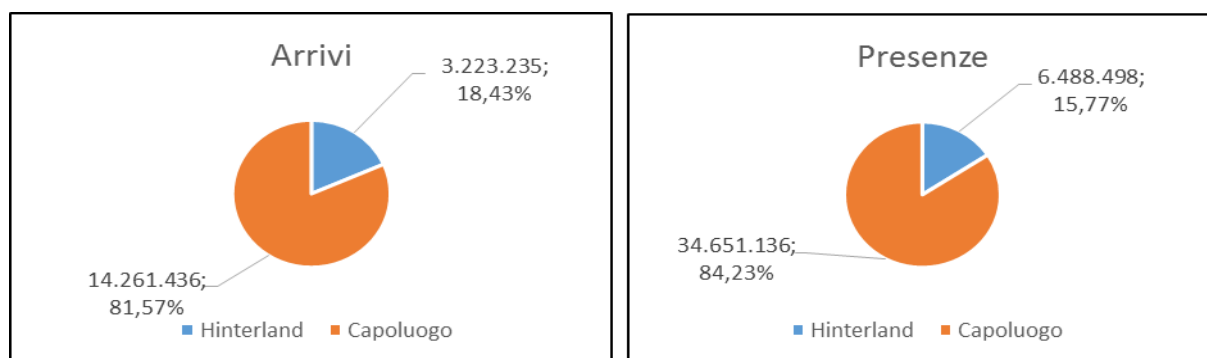 Arrivi
3.223.235;
18,43%
14.261.436;
81,57%
Hinterland Capoluogo
Presenze
6.488.498;
15,77%
34.651.136;
84,23%
Hinterland Capoluogo